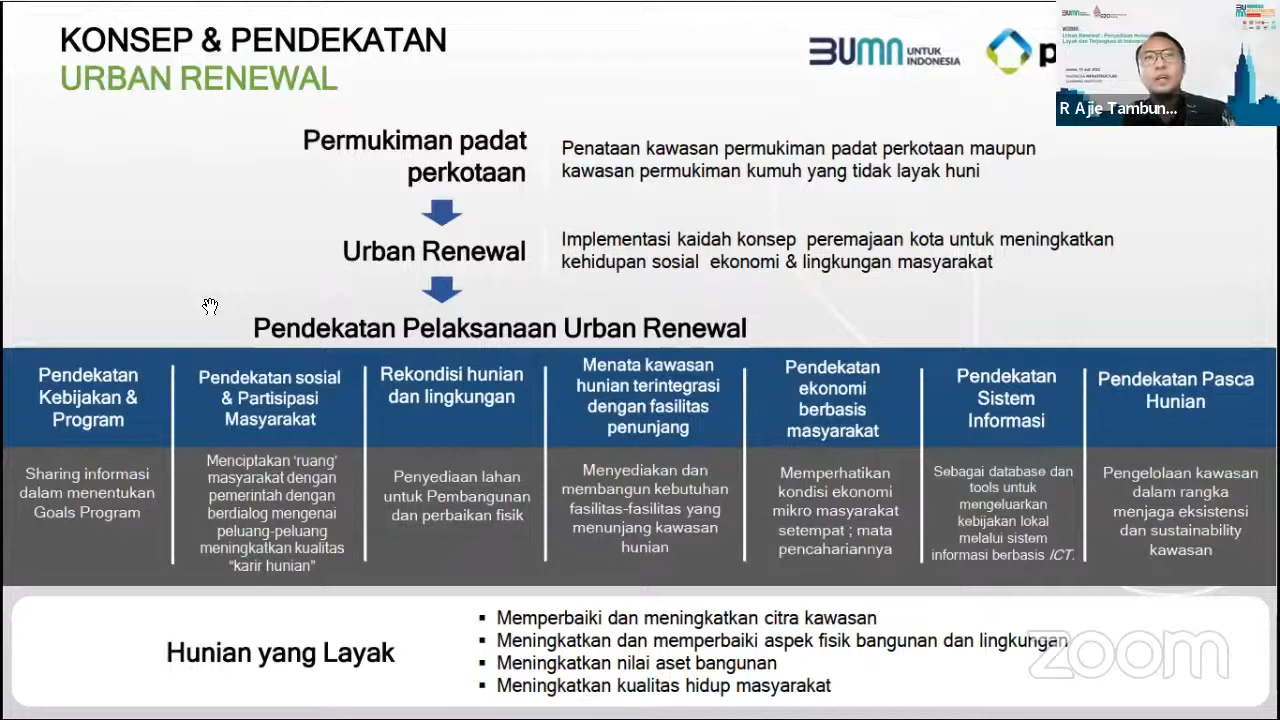 KONSEP & PENDEKATAN
URBAN RENEWAL
BUMN UNTUK
INDONESIA
WEBINAR
R Ajie Tambun...
Permukiman padat
perkotaan
Penataan kawasan permukiman padat perkotaan maupun
kawasan permukiman kumuh yang tidak layak huni
Urban Renewal
Implementasi kaidah konsep peremajaan kota untuk meningkatkan
kehidupan sosial ekonomi & lingkungan masyarakat
Pendekatan Pelaksanaan Urban Renewal
Pendekatan
Kebijakan &
Program
Sharing informasi
dalam menentukan
Goals Program
Pendekatan sosial
& Partisipasi
Masyarakat
Menciptakan ‘ruang’
masyarakat dengan
pemerintah dengan
berdialog mengenai
peluang-peluang
meningkatkan kualitas
“karir hunian”
Rekondisi hunian
dan lingkungan
Penyediaan lahan
untuk Pembangunan
dan perbaikan fisik
Menata kawasan
hunian terintegrasi
dengan fasilitas
penunjang
Menyediakan dan
membangun kebutuhan
fasilitas-fasilitas yang
menunjang kawasan
hunian
Pendekatan
ekonomi
berbasis
masyarakat
Memperhatikan
kondisi ekonomi
mikro masyarakat
setempat ; mata
pencahariannya
Pendekatan
Sistem
Informasi
Sebagai database dan
tools untuk
mengeluarkan
kebijakan lokal
melalui sistem
informasi berbasis ICT.
Pendekatan Pasca
Hunian
Pengelolaan kawasan
dalam rangka
menjaga eksistensi
dan sustainability
kawasan
Hunian yang Layak
▪ Memperbaiki dan meningkatkan citra kawasan
▪ Meningkatkan dan memperbaiki aspek fisik bangunan dan lingkungan
▪ Meningkatkan nilai aset bangunan
▪ Meningkatkan kualitas hidup masyarakat
zoom